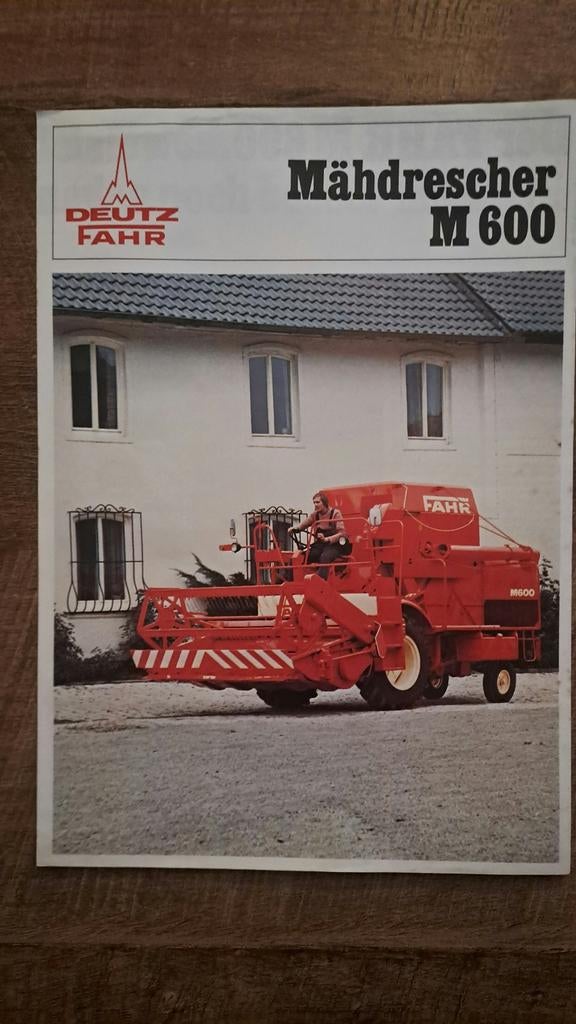 DEUTZ
FAHR
Mähdrescher
M 600
FAHR
M600